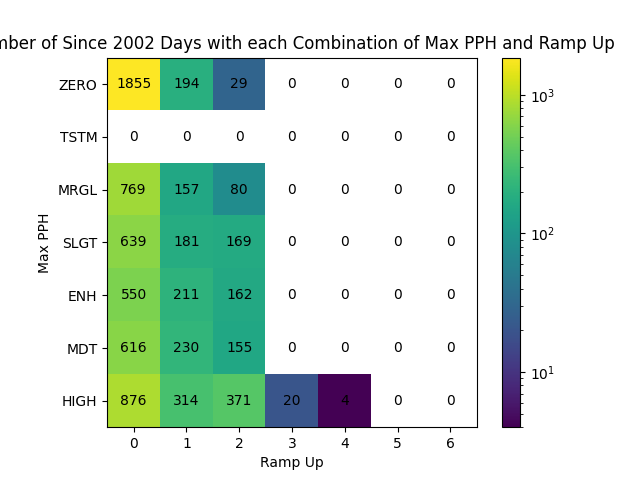 mber of Since 2002 Days with each Combination of Max PPH and Ramp Up
ZERO 1855 194 29 0 0 0 0
TSTM 0 0 0 0 0 0 0
MRGL 769 157 80 0 0 0 0
SLGT 639 181 169 0 0 0 0
ENH 550 211 162 0 0 0 0
MDT 616 230 155 0 0 0 0
HIGH 876 314 371 20 4 0 0
0 1 2 3 4 5 6
Ramp Up
Max PPH
10³
10²
10¹